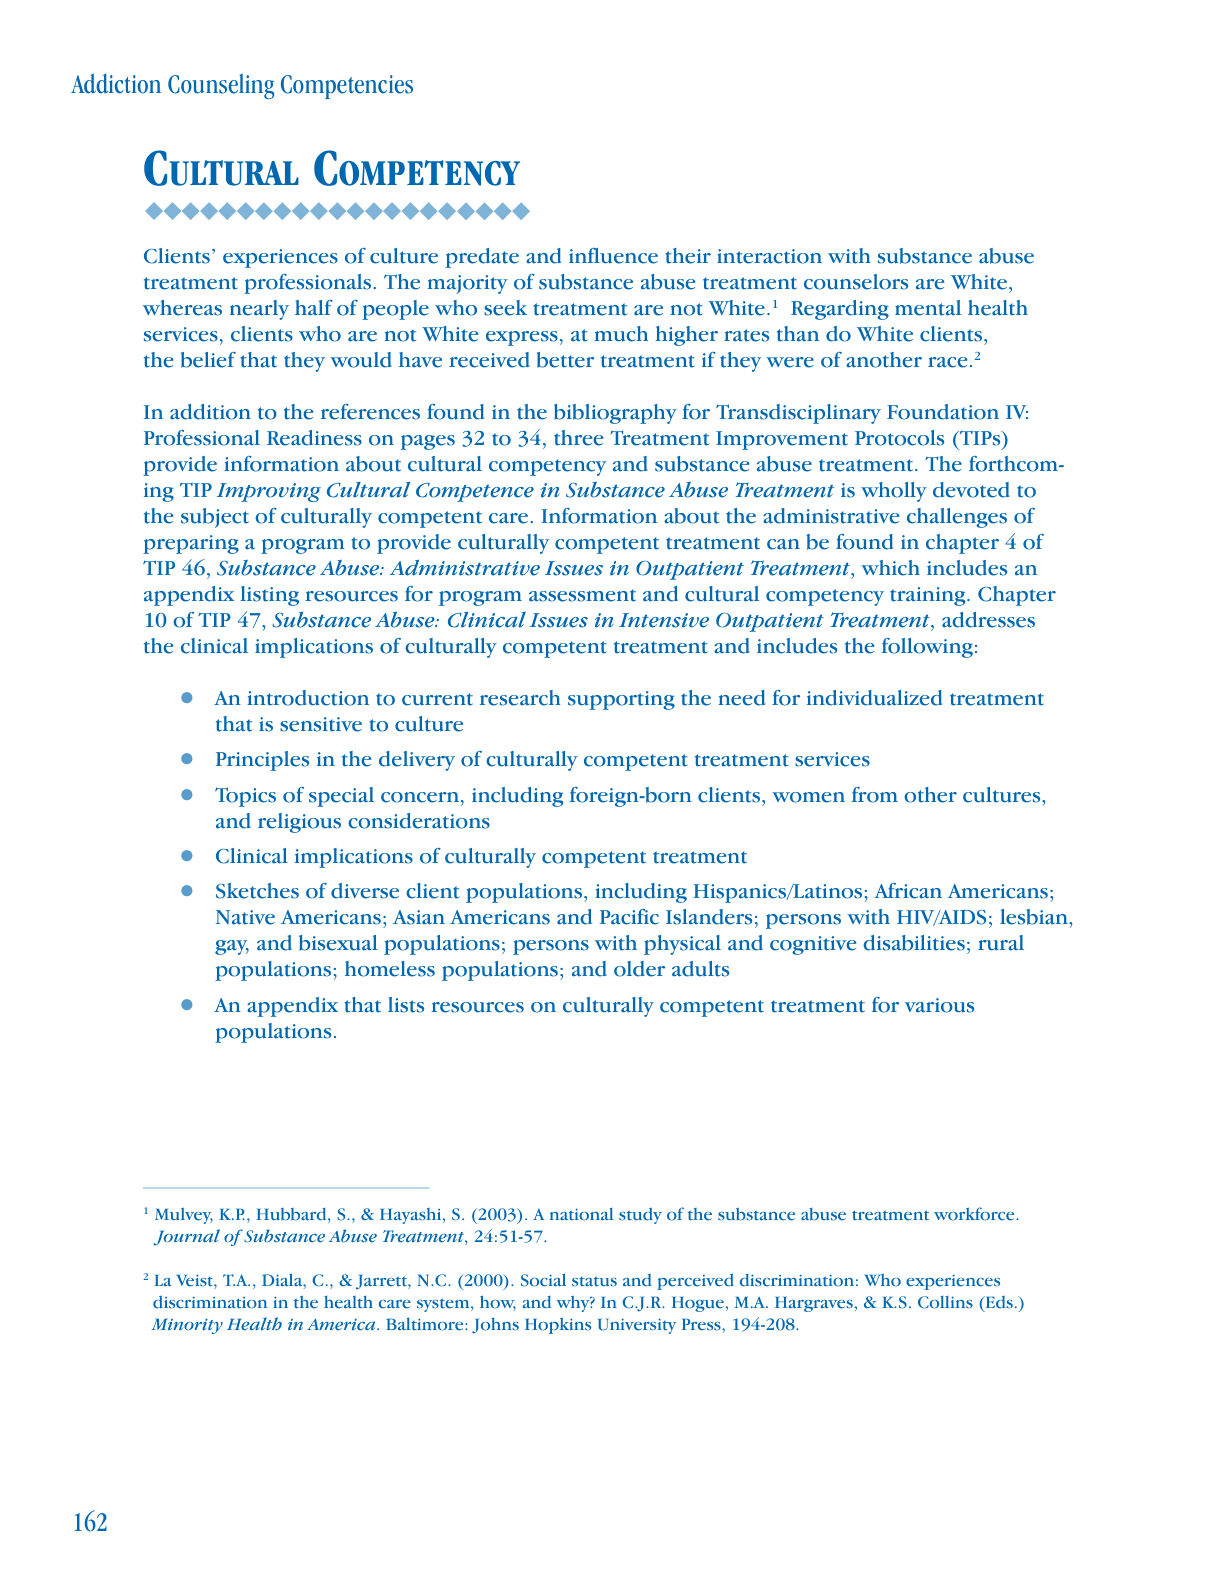 Addiction Counseling Competencies
CULTURAL COMPETENCY
Clients’ experiences of culture predate and influence their interaction with substance abuse
treatment professionals. The majority of substance abuse treatment counselors are White,
whereas nearly half of people who seek treatment are not White.¹ Regarding mental health
services, clients who are not White express, at much higher rates than do White clients,
the belief that they would have received better treatment if they were of another race.²
In addition to the references found in the bibliography for Transdisciplinary Foundation IV:
Professional Readiness on pages 32 to 34, three Treatment Improvement Protocols (TIPs)
provide information about cultural competency and substance abuse treatment. The forthcom-
ing TIP Improving Cultural Competence in Substance Abuse Treatment is wholly devoted to
the subject of culturally competent care. Information about the administrative challenges of
preparing a program to provide culturally competent treatment can be found in chapter 4 of
TIP 46, Substance Abuse: Administrative Issues in Outpatient Treatment, which includes an
appendix listing resources for program assessment and cultural competency training. Chapter
10 of TIP 47, Substance Abuse: Clinical Issues in Intensive Outpatient Treatment, addresses
the clinical implications of culturally competent treatment and includes the following:
● An introduction to current research supporting the need for individualized treatment
that is sensitive to culture
● Principles in the delivery of culturally competent treatment services
● Topics of special concern, including foreign-born clients, women from other cultures,
and religious considerations
● Clinical implications of culturally competent treatment
● Sketches of diverse client populations, including Hispanics/Latinos; African Americans;
Native Americans; Asian Americans and Pacific Islanders; persons with HIV/AIDS; lesbian,
gay, and bisexual populations; persons with physical and cognitive disabilities; rural
populations; homeless populations; and older adults
● An appendix that lists resources on culturally competent treatment for various
populations.
¹ Mulvey, K.P., Hubbard, S., & Hayashi, S. (2003). A national study of the substance abuse treatment workforce.
Journal of Substance Abuse Treatment, 24:51-57.
² La Veist, T.A., Diala, C., & Jarrett, N.C. (2000). Social status and perceived discrimination: Who experiences
discrimination in the health care system, how, and why? In C.J.R. Hogue, M.A. Hargraves, & K.S. Collins (Eds.)
Minority Health in America. Baltimore: Johns Hopkins University Press, 194-208.
162